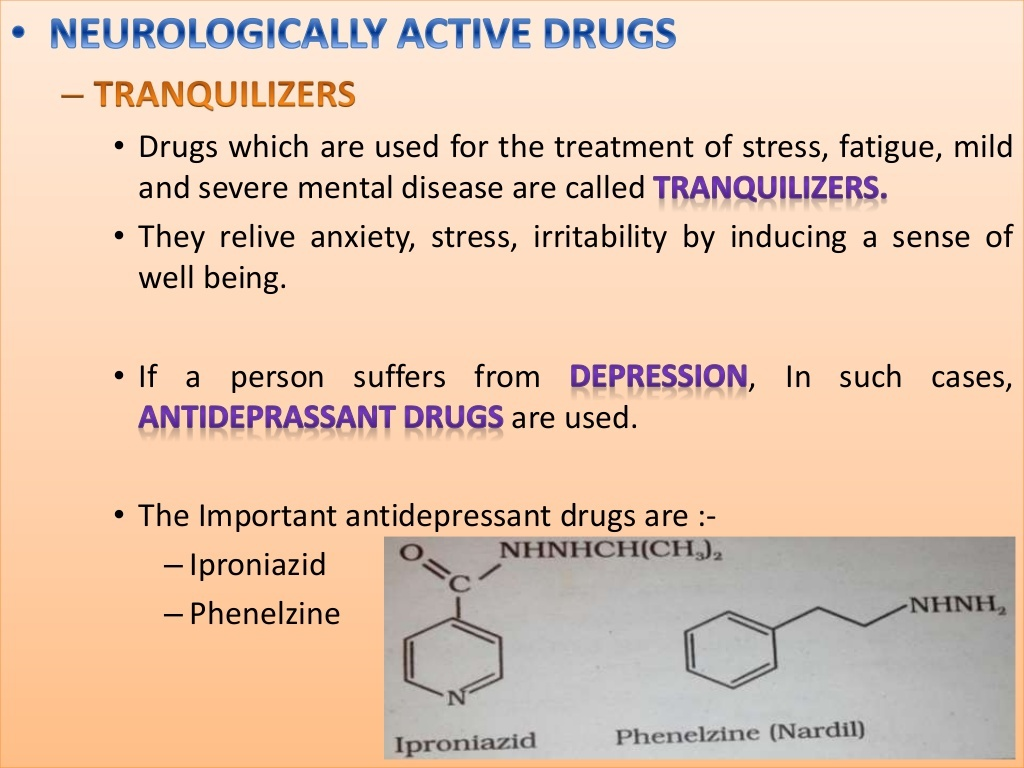 • NEUROLOGICALLY ACTIVE DRUGS
– TRANQUILIZERS
• Drugs which are used for the treatment of stress, fatigue, mild
and severe mental disease are called TRANQUILIZERS.
• They relive anxiety, stress, irritability by inducing a sense of
well being.
• If a person suffers from DEPRESSION, In such cases,
ANTIDEPRASSANT DRUGS are used.
• The Important antidepressant drugs are :-
– Iproniazid
– Phenelzine
O NHNHCH(CH₃)₂
C
NHNH₂
N
Iproniazid Phenelzine (Nardil)